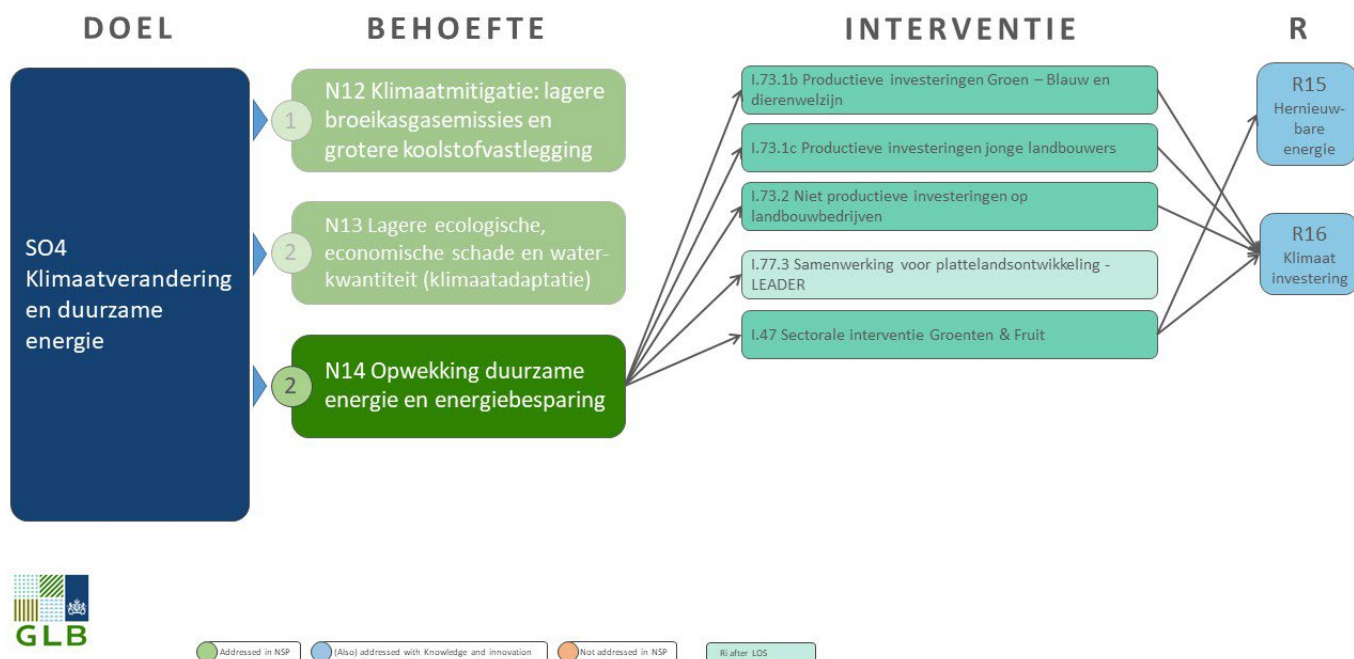 DOEL
BEHOEFTE
INTERVENTIE
R
SO4
Klimaatverandering
en duurzame
energie
1
N12 Klimaatmitigatie: lagere
broeikasgasemissies en
grotere koolstofvastlegging
2
N13 Lagere ecologische,
economische schade en water-
kwantiteit (klimaatadaptatie)
2
N14 Opwekking duurzame
energie en energiebesparing
I.73.1b Productieve investeringen Groen – Blauw en
dierenwelzijn
I.73.1c Productieve investeringen jonge landbouwers
I.73.2 Niet productieve investeringen op
landbouwbedrijven
I.77.3 Samenwerking voor plattelandsontwikkeling -
LEADER
I.47 Sectorale interventie Groenten & Fruit
R15
Hernieuw-
bare
energie
R16
Klimaat
investering
GLB
Addressed in NSP
(Also) addressed with Knowledge and innovation
Not addressed in NSP
Ri after LOS